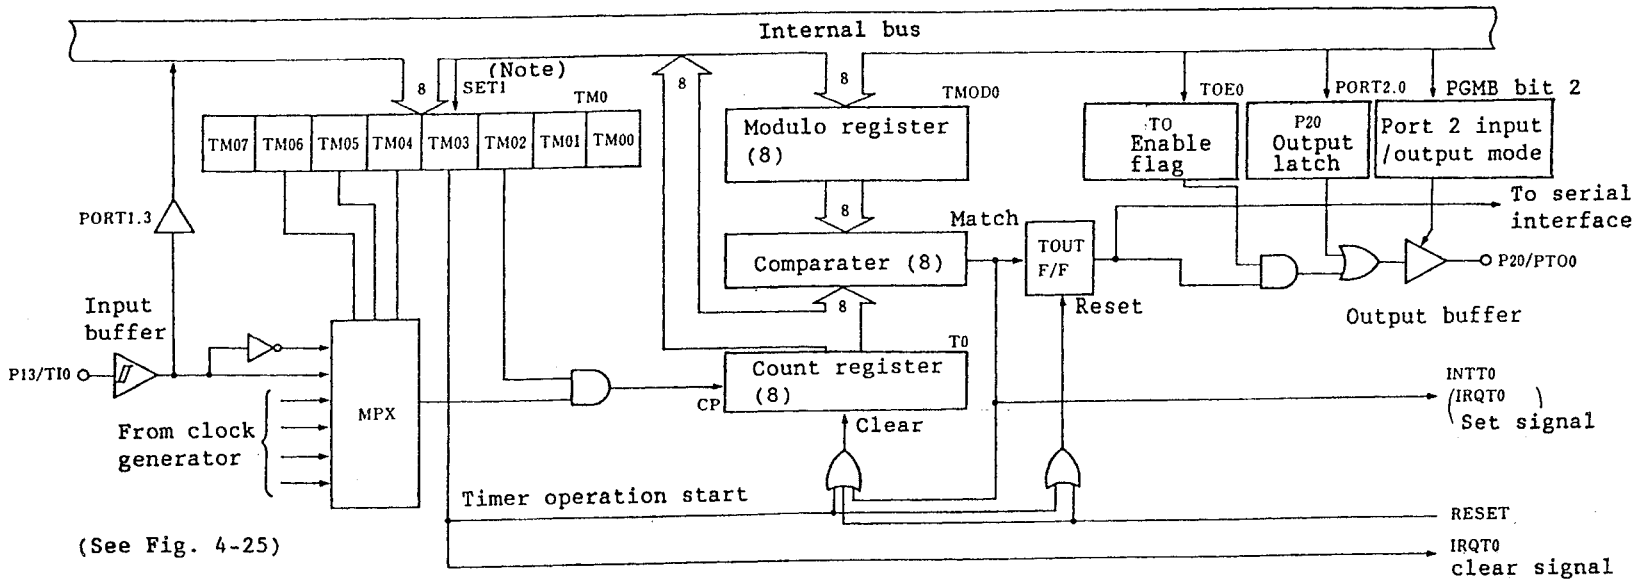 Internal bus
(Note)
8
SET1
8
8
TM0
TMOD0
TOE0
PORT2.0
PGMB bit 2
TM07 TM06 TM05 TM04 TM03 TM02 TM01 TM00
Modulo register
(8)
TO
Enable
flag
P20
Output
latch
Port 2 input
/output mode
PORT1.3
8
Match
To serial
interface
Comparater (8)
TOUT
F/F
P20/PTO0
8
Reset
Output buffer
Input
buffer
T0
P13/TI0
MPX
CP
Count register
(8)
INTT0
(IRQT0)
Set signal
From clock
generator
Clear
Timer operation start
RESET
(See Fig. 4-25)
IRQT0
clear signal